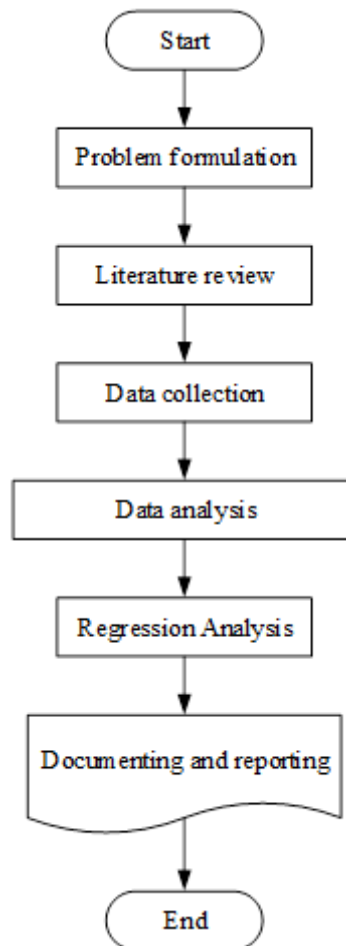 Start
Problem formulation
Literature review
Data collection
Data analysis
Regression Analysis
Documenting and reporting
End